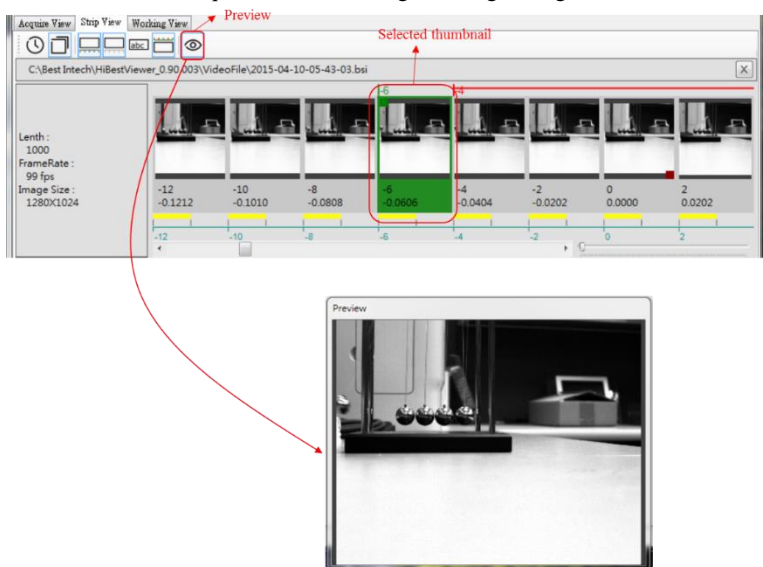 Preview
Acquire View Strip View Working View
Selected thumbnail
abc
C:\Best Intech\HiBestViewer_0.90.003\VideoFile\2015-04-10-05-43-03.bsi X
-6 -4
Lenth :
1000
FrameRate :
99 fps
Image Size :
1280X1024
-12 -10 -8 -6 -4 -2 0 2
-0.1212 -0.1010 -0.0808 -0.0606 -0.0404 -0.0202 0.0000 0.0202
-12 -10 -8 -6 -4 -2 0 2
Preview